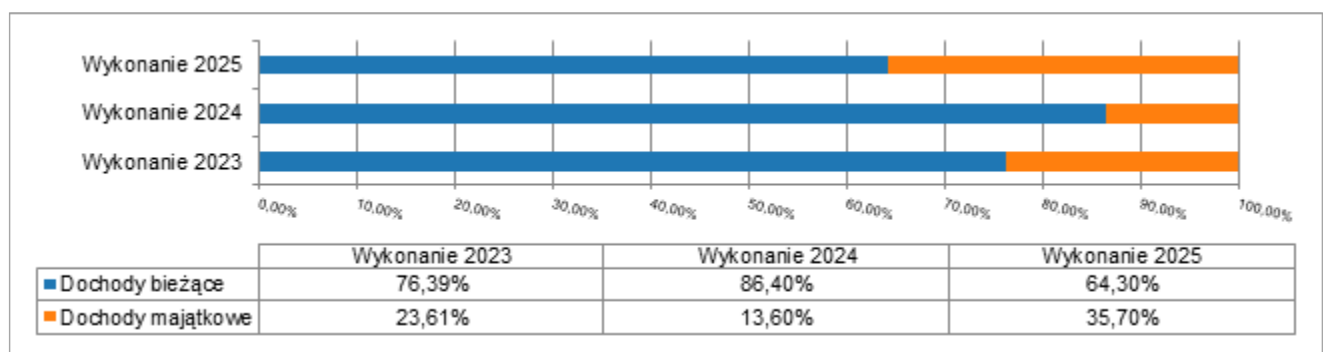 Wykonanie 2025
Wykonanie 2024
Wykonanie 2023
0,00% 10,00% 20,00% 30,00% 40,00% 50,00% 60,00% 70,00% 80,00% 90,00% 100,00%
Wykonanie 2023 Wykonanie 2024 Wykonanie 2025
Dochody bieżące 76,39% 86,40% 64,30%
Dochody majątkowe 23,61% 13,60% 35,70%